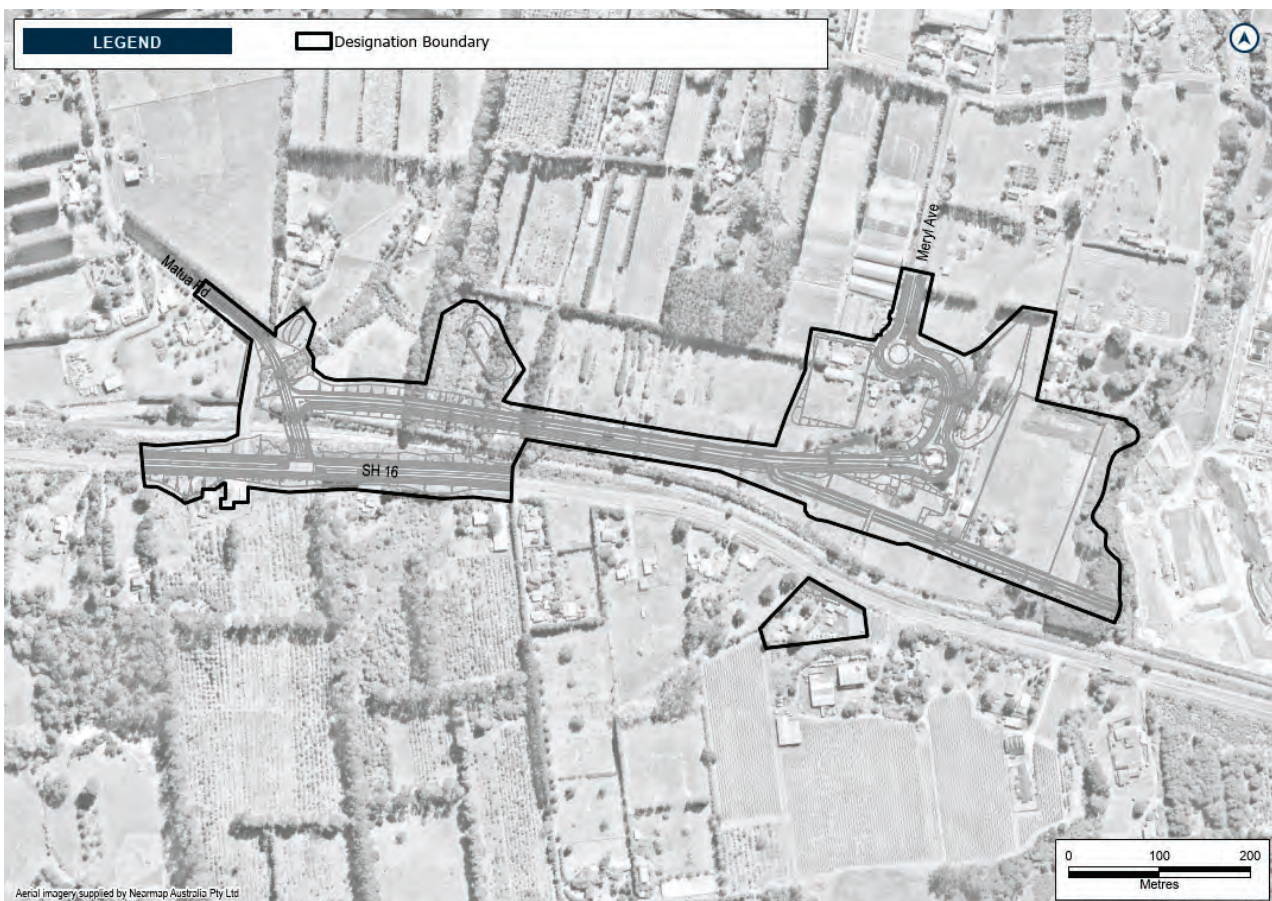 LEGEND
Designation Boundary
Meryl Ave
Matua Rd
SH 16
0 100 200
Metres
Aerial imagery supplied by Nearmap Australia Pty Ltd